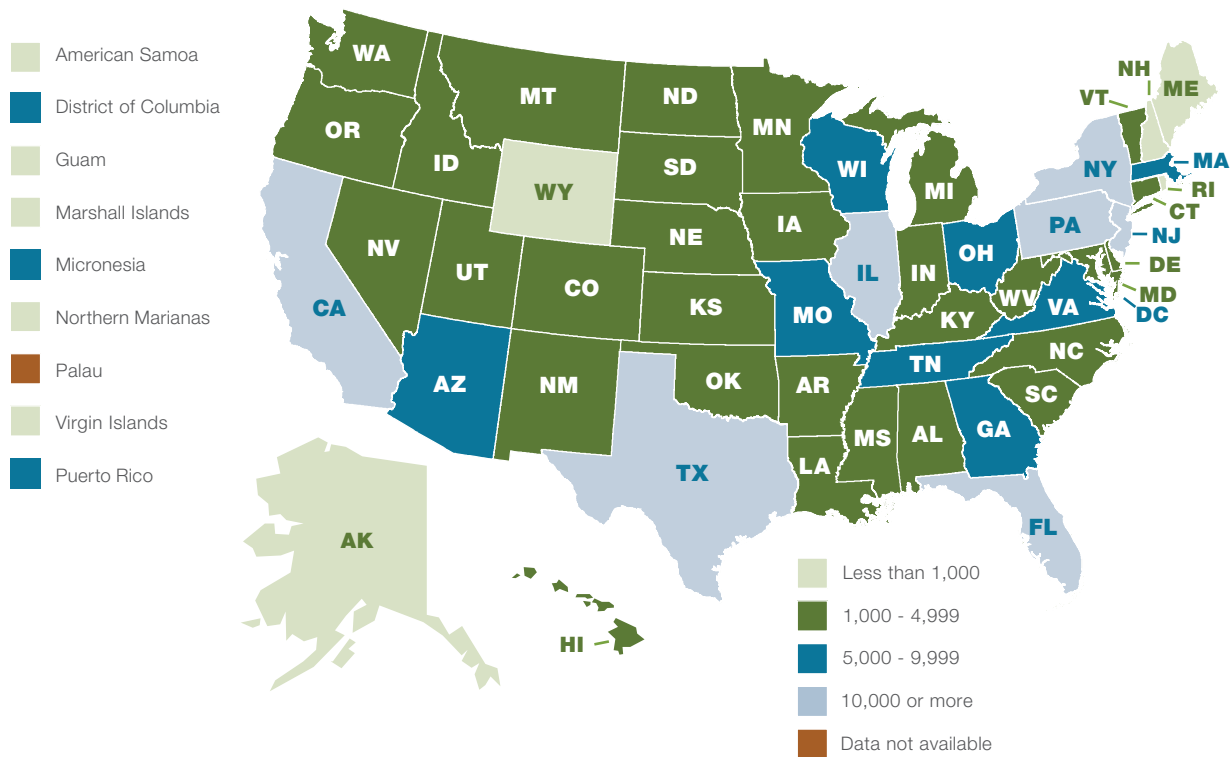 American Samoa
District of Columbia
Guam
Marshall Islands
Micronesia
Northern Marianas
Palau
Virgin Islands
Puerto Rico
WA
MT
ND
MN
OR
ID
SD
WY
WI
MI
NH
ME
VT
NY
MA
RI
CT
PA
NJ
NV
UT
CO
NE
IA
KS
MO
IL
IN
OH
WV
VA
DE
MD
DC
KY
CA
AZ
NM
OK
AR
TN
NC
SC
MS
AL
GA
LA
TX
FL
AK
HI
Less than 1,000
1,000 - 4,999
5,000 - 9,999
10,000 or more
Data not available